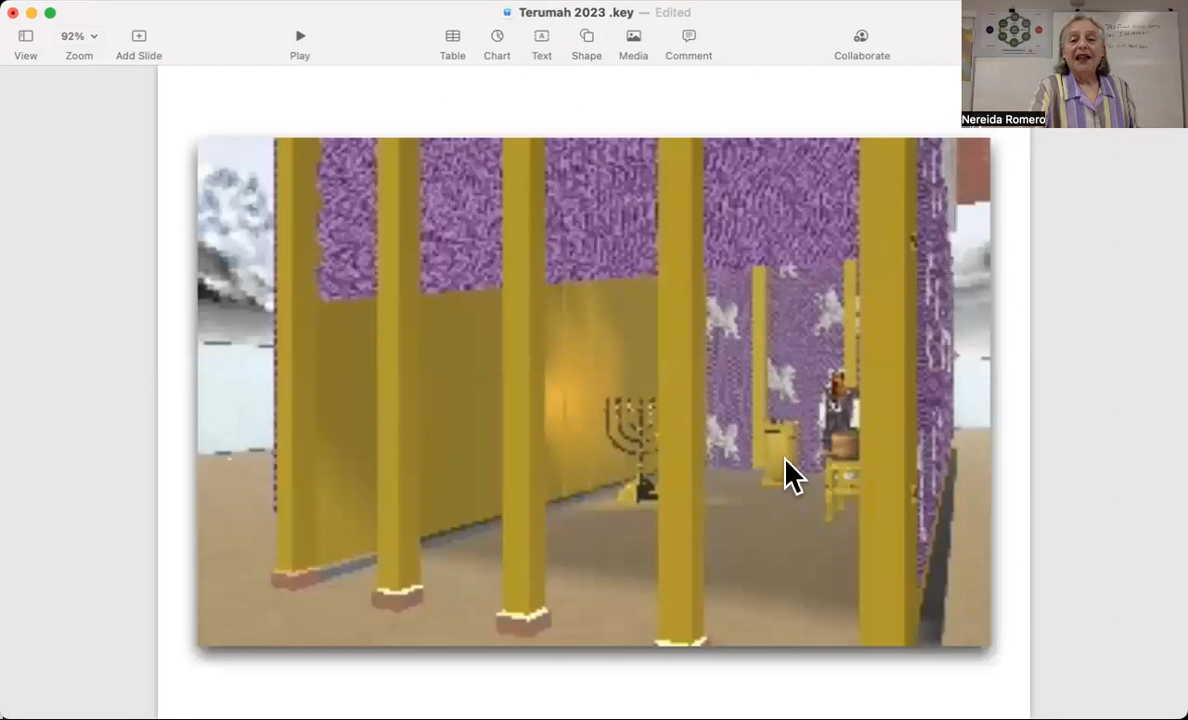 Terumah 2023 .key — Edited
92%
View
Zoom
Add Slide
Play
Table
Chart
Text
Shape
Media
Comment
Collaborate
Nereida Romero